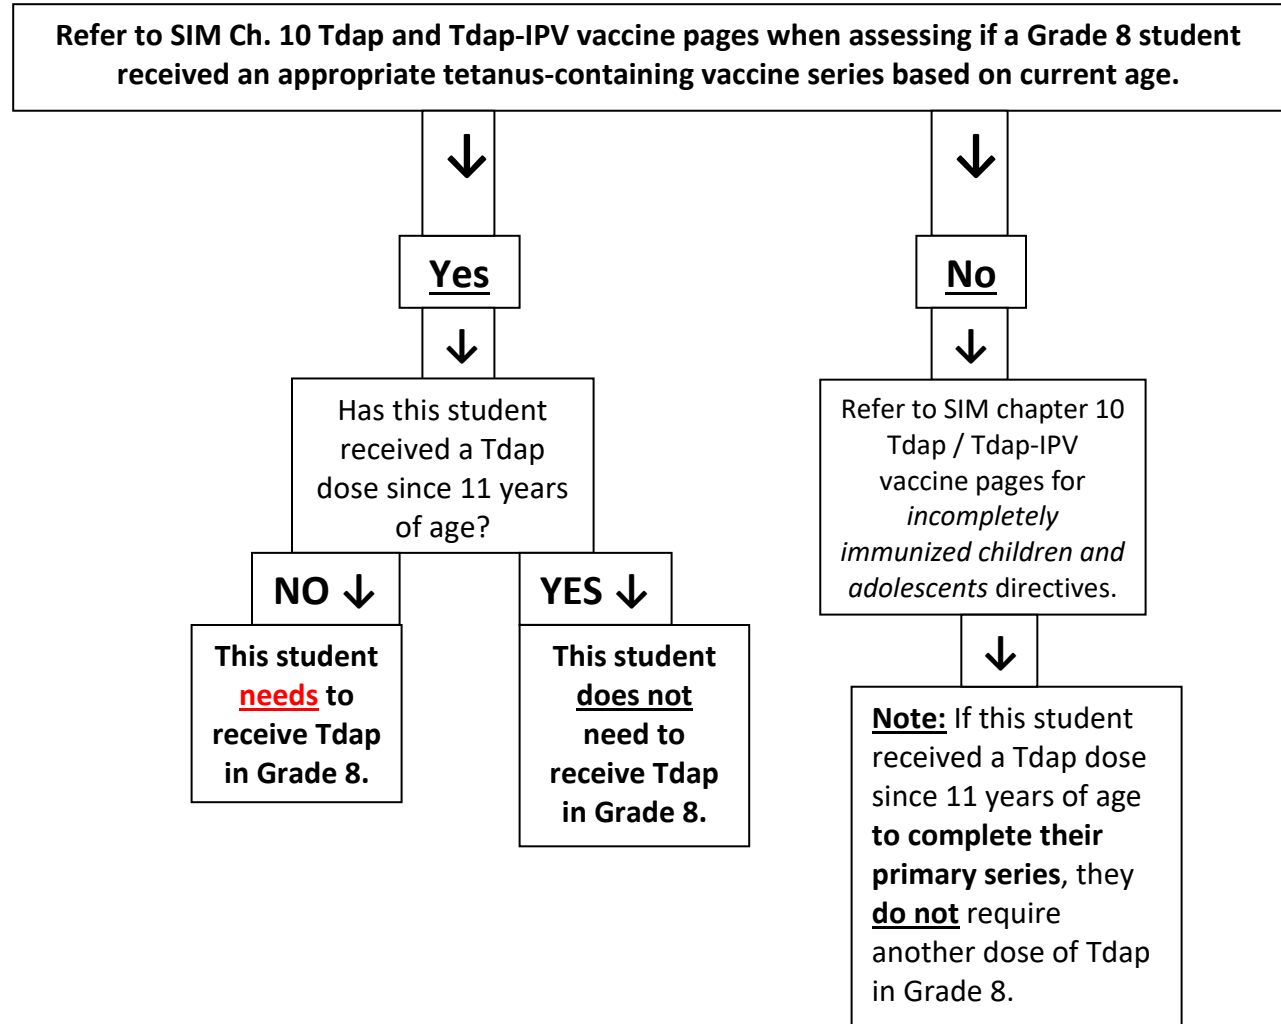 Refer to SIM Ch. 10 Tdap and Tdap-IPV vaccine pages when assessing if a Grade 8 student
received an appropriate tetanus-containing vaccine series based on current age.
↓
↓
Yes
No
↓
↓
Has this student
received a Tdap
dose since 11 years
of age?
Refer to SIM chapter 10
Tdap / Tdap-IPV
vaccine pages for
incompletely
immunized children and
adolescents directives.
NO ↓
YES ↓
This student
needs to
receive Tdap
in Grade 8.
This student
does not
need to
receive Tdap
in Grade 8.
↓
Note: If this student
received a Tdap dose
since 11 years of age
to complete their
primary series, they
do not require
another dose of Tdap
in Grade 8.